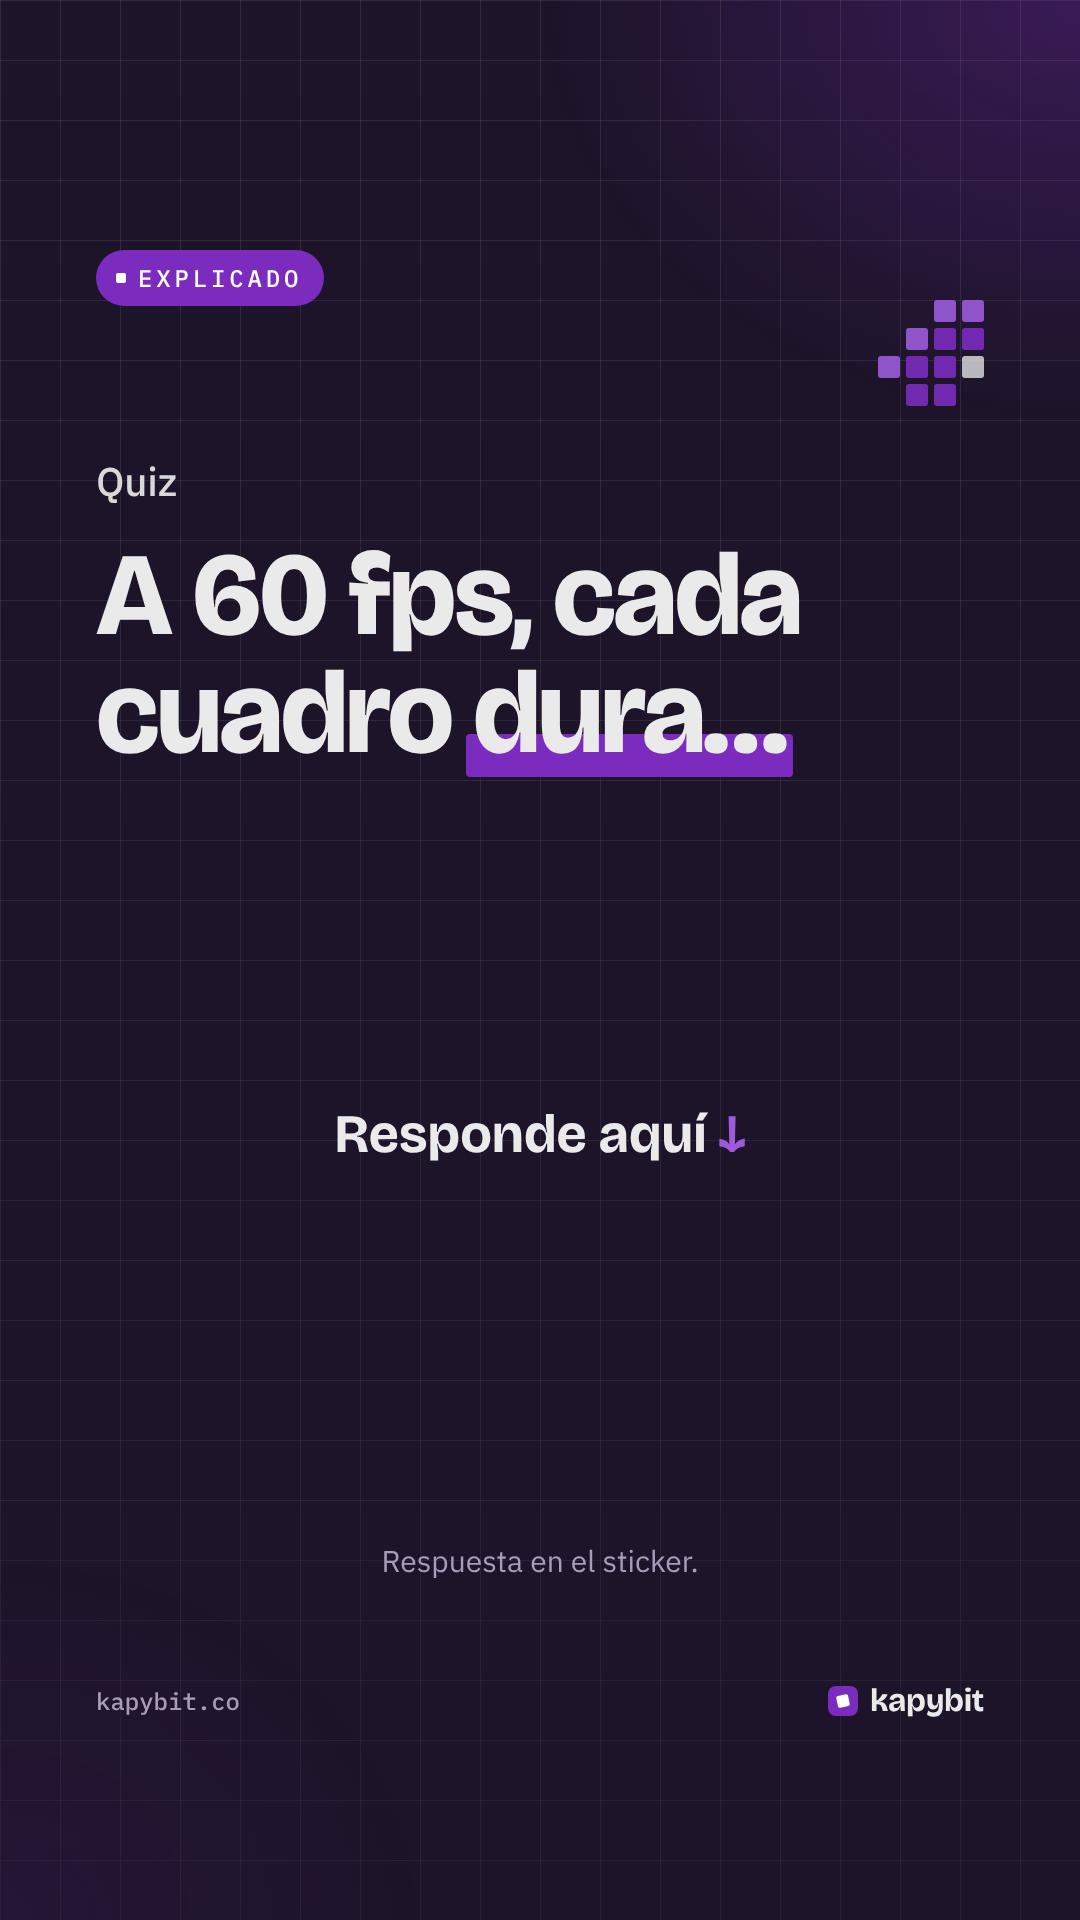 EXPLICADO
Quiz
A 60 fps, cada
cuadro dura...
Responde aquí ↓
Respuesta en el sticker.
kapybit.co
kapybit